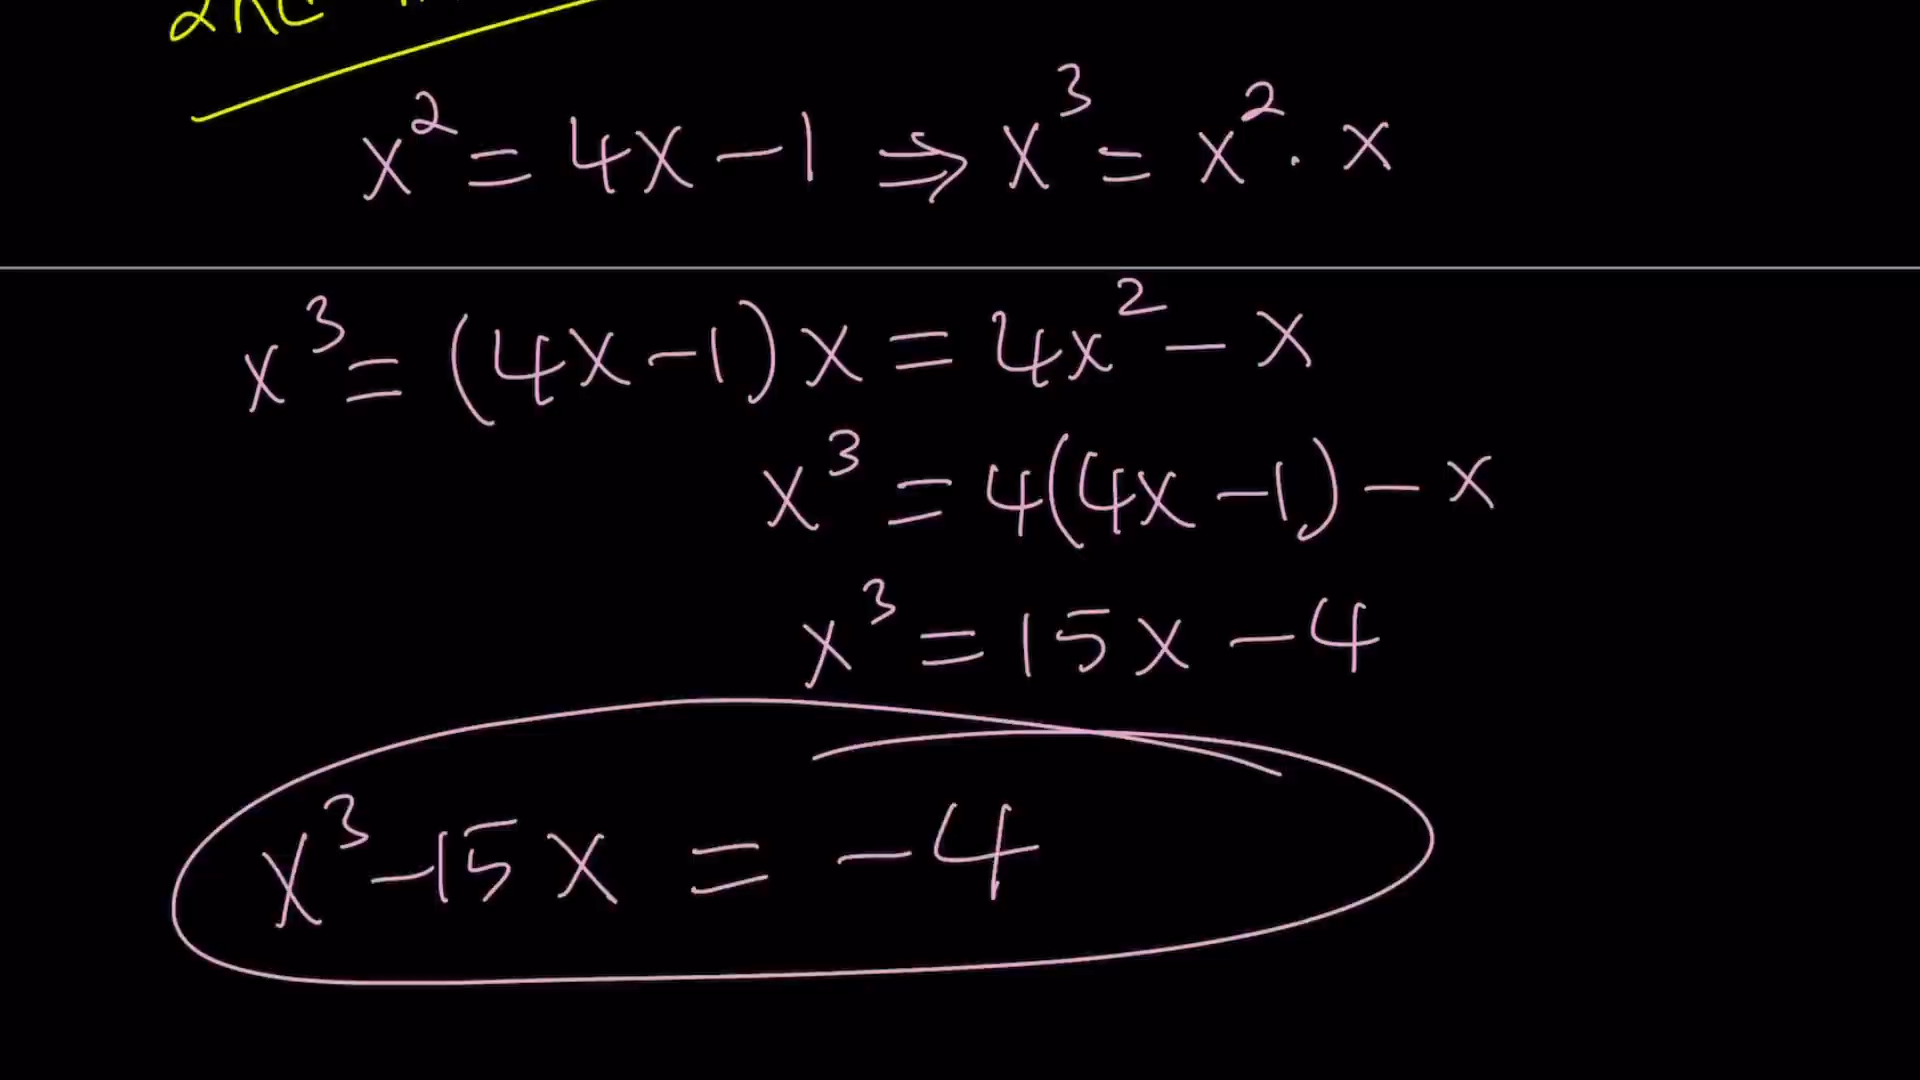 x² = 4x - 1 ⇒ x³ = x² · x
x³ = (4x - 1) x = 4x² - x
x³ = 4(4x - 1) - x
x³ = 15x - 4
x³ - 15x = -4